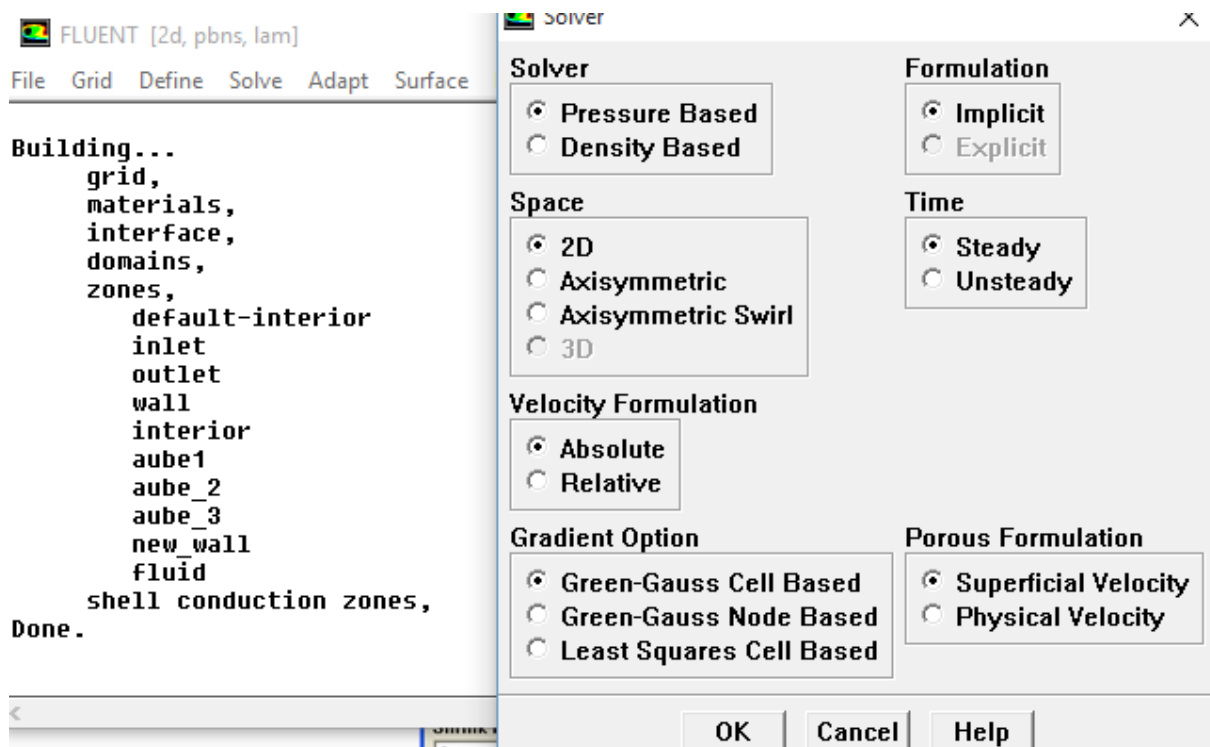 FLUENT [2d, pbns, lam]
File Grid Define Solve Adapt Surface
Building...
grid,
materials,
interface,
domains,
zones,
default-interior
inlet
outlet
wall
interior
aube1
aube_2
aube_3
new_wall
fluid
shell conduction zones,
Done.
Solver
Solver
Pressure Based
Density Based
Formulation
Implicit
Explicit
Space
2D
Axisymmetric
Axisymmetric Swirl
3D
Time
Steady
Unsteady
Velocity Formulation
Absolute
Relative
Gradient Option
Green-Gauss Cell Based
Green-Gauss Node Based
Least Squares Cell Based
Porous Formulation
Superficial Velocity
Physical Velocity
OK Cancel Help